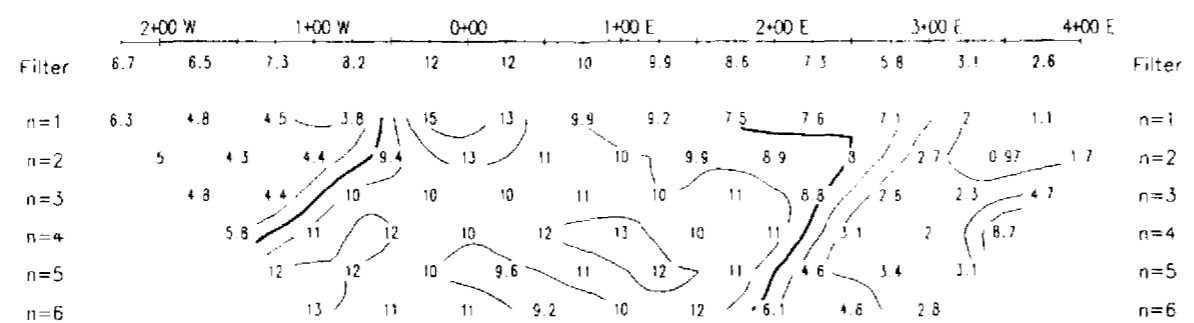 2+00 W 1+00 W 0+00 1+00 E 2+00 E 3+00 E 4+00 E
Filter 6.7 6.5 7.3 8.2 12 12 10 9.9 8.6 7.3 5.8 3.1 2.6 Filter
n=1 6.3 4.8 4.5 3.8 15 13 9.9 9.2 7.5 7.6 7.1 2 1.1 n=1
n=2 5 4.3 4.4 9.4 13 11 10 9.9 8.9 8 2.7 0.97 1.7 n=2
n=3 4.8 4.4 10 10 10 11 10 11 8.8 2.6 2.3 4.7 n=3
n=4 5.8 11 12 10 12 13 10 11 3.1 2 8.7 n=4
n=5 12 12 10 9.6 11 12 11 4.6 3.4 3.1 n=5
n=6 13 11 11 9.2 10 12 6.1 4.8 2.8 n=6